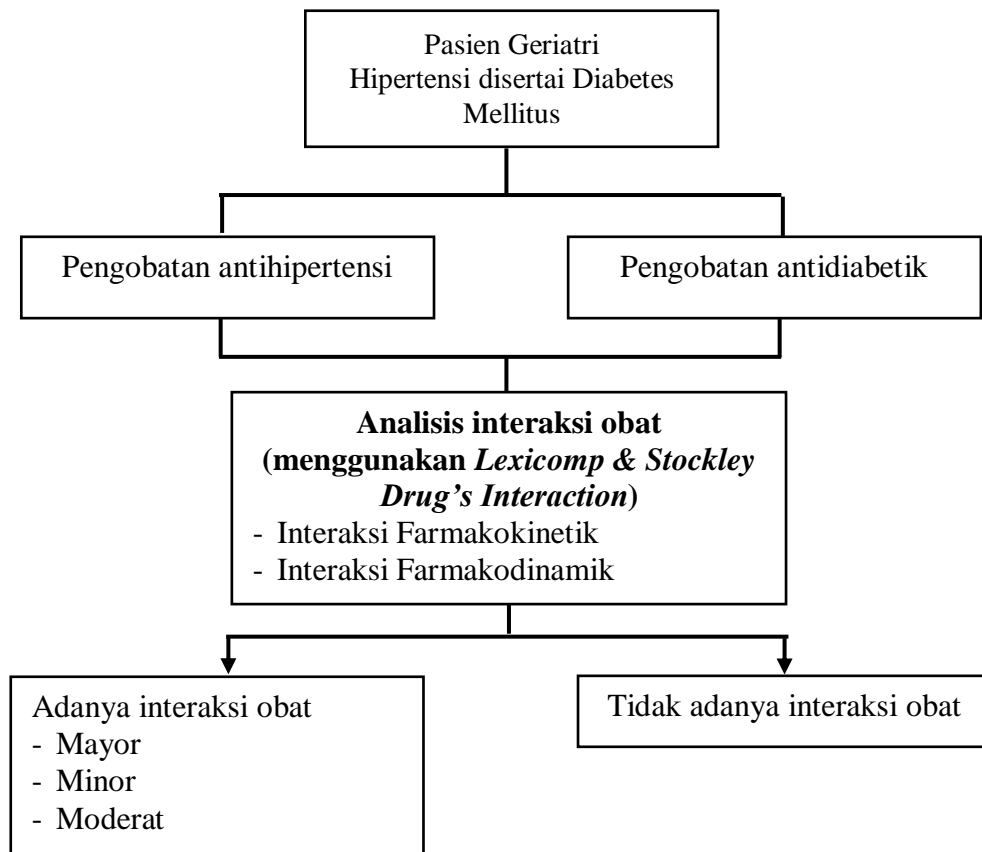 Pasien Geriatri
Hipertensi disertai Diabetes
Mellitus
Pengobatan antihipertensi
Pengobatan antidiabetik
Analisis interaksi obat
(menggunakan Lexicomp & Stockley
Drug’s Interaction)
- Interaksi Farmakokinetik
- Interaksi Farmakodinamik
Adanya interaksi obat
- Mayor
- Minor
- Moderat
Tidak adanya interaksi obat